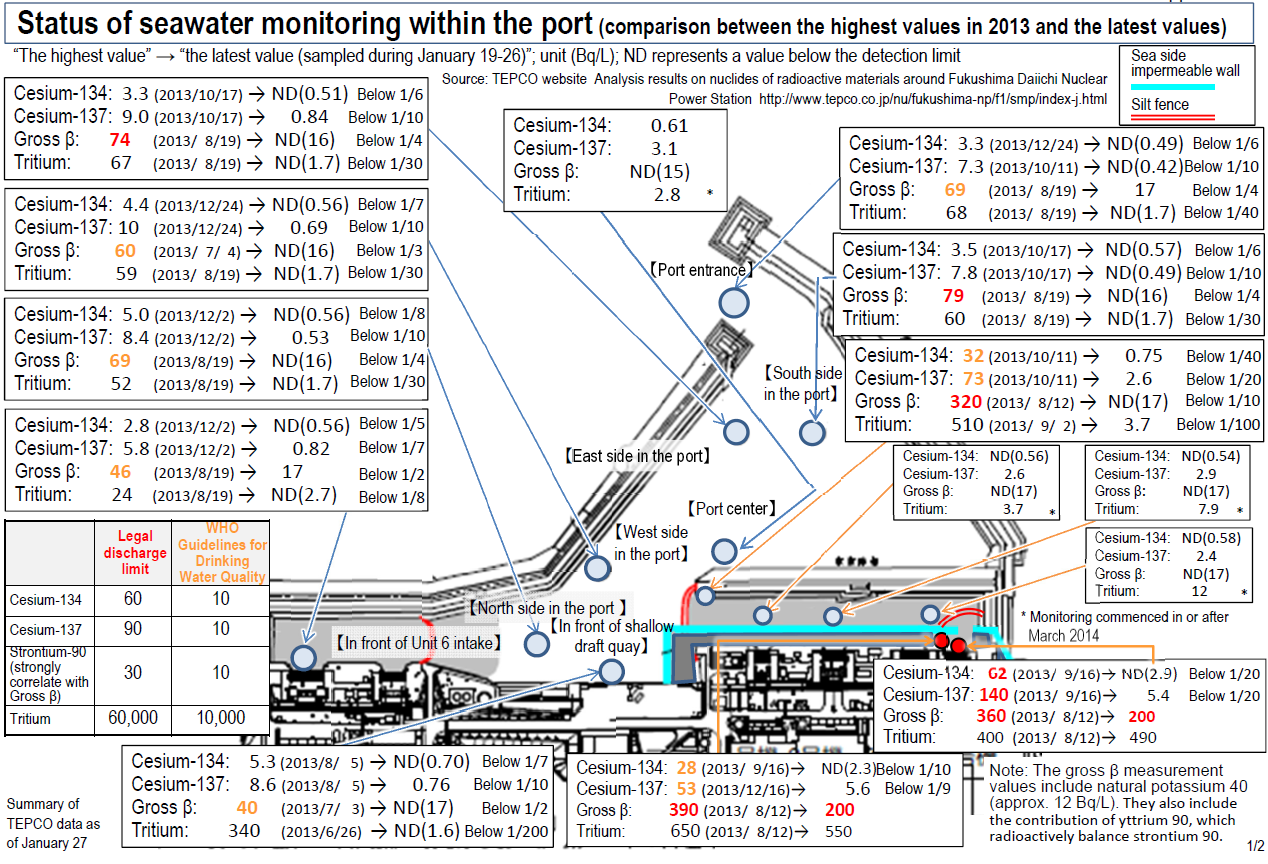 Status of seawater monitoring within the port (comparison between the highest values in 2013 and the latest values)
“The highest value” → “the latest value (sampled during January 19-26)”; unit (Bq/L); ND represents a value below the detection limit
Source: TEPCO website Analysis results on nuclides of radioactive materials around Fukushima Daiichi Nuclear
Power Station http://www.tepco.co.jp/nu/fukushima-np/f1/smp/index-j.html
Sea side
impermeable wall
Silt fence
Cesium-134: 3.3 (2013/10/17) → ND(0.51) Below 1/6
Cesium-137: 9.0 (2013/10/17) → 0.84 Below 1/10
Gross β: 74 (2013/ 8/19) → ND(16) Below 1/4
Tritium: 67 (2013/ 8/19) → ND(1.7) Below 1/30
Cesium-134: 4.4 (2013/12/24) → ND(0.56) Below 1/7
Cesium-137: 10 (2013/12/24) → 0.69 Below 1/10
Gross β: 60 (2013/ 7/ 4) → ND(16) Below 1/3
Tritium: 59 (2013/ 8/19) → ND(1.7) Below 1/30
Cesium-134: 5.0 (2013/12/2) → ND(0.56) Below 1/8
Cesium-137: 8.4 (2013/12/2) → 0.53 Below 1/10
Gross β: 69 (2013/8/19) → ND(16) Below 1/4
Tritium: 52 (2013/8/19) → ND(1.7) Below 1/30
Cesium-134: 2.8 (2013/12/2) → ND(0.56) Below 1/5
Cesium-137: 5.8 (2013/12/2) → 0.82 Below 1/7
Gross β: 46 (2013/8/19) → 17 Below 1/2
Tritium: 24 (2013/8/19) → ND(2.7) Below 1/8
Cesium-134: 0.61
Cesium-137: 3.1
Gross β: ND(15)
Tritium: 2.8 *
Cesium-134: 3.3 (2013/12/24) → ND(0.49) Below 1/6
Cesium-137: 7.3 (2013/10/11) → ND(0.42) Below 1/10
Gross β: 69 (2013/ 8/19) → 17 Below 1/4
Tritium: 68 (2013/ 8/19) → ND(1.7) Below 1/40
Cesium-134: 3.5 (2013/10/17) → ND(0.57) Below 1/6
Cesium-137: 7.8 (2013/10/17) → ND(0.49) Below 1/10
Gross β: 79 (2013/ 8/19) → ND(16) Below 1/4
Tritium: 60 (2013/ 8/19) → ND(1.7) Below 1/30
Cesium-134: 32 (2013/10/11) → 0.75 Below 1/40
Cesium-137: 73 (2013/10/11) → 2.6 Below 1/20
Gross β: 320 (2013/ 8/12) → ND(17) Below 1/10
Tritium: 510 (2013/ 9/ 2) → 3.7 Below 1/100
Cesium-134: ND(0.56)
Cesium-137: 2.6
Gross β: ND(17)
Tritium: 3.7 *
Cesium-134: ND(0.54)
Cesium-137: 2.9
Gross β: ND(17)
Tritium: 7.9 *
Cesium-134: ND(0.58)
Cesium-137: 2.4
Gross β: ND(17)
Tritium: 12 *
* Monitoring commenced in or after
March 2014
【Port entrance】
【South side
in the port】
【East side in the port】
【Port center】
【West side
in the port】
【North side in the port 】
【In front of shallow
draft quay】
【In front of Unit 6 intake】
Legal discharge limit
WHO Guidelines for Drinking Water Quality
Cesium-134 60 10
Cesium-137 90 10
Strontium-90 (strongly correlate with Gross β) 30 10
Tritium 60,000 10,000
Cesium-134: 62 (2013/ 9/16)→ ND(2.9) Below 1/20
Cesium-137: 140 (2013/ 9/16)→ 5.4 Below 1/20
Gross β: 360 (2013/ 8/12)→ 200
Tritium: 400 (2013/ 8/12)→ 490
Cesium-134: 5.3 (2013/8/ 5) → ND(0.70) Below 1/7
Cesium-137: 8.6 (2013/8/ 5) → 0.76 Below 1/10
Gross β: 40 (2013/7/ 3) → ND(17) Below 1/2
Tritium: 340 (2013/6/26) → ND(1.6) Below 1/200
Cesium-134: 28 (2013/ 9/16)→ ND(2.3) Below 1/10
Cesium-137: 53 (2013/12/16)→ 5.6 Below 1/9
Gross β: 390 (2013/ 8/12)→ 200
Tritium: 650 (2013/ 8/12)→ 550
Note: The gross β measurement
values include natural potassium 40
(approx. 12 Bq/L). They also include
the contribution of yttrium 90, which
radioactively balance strontium 90.
Summary of
TEPCO data as
of January 27
1/2